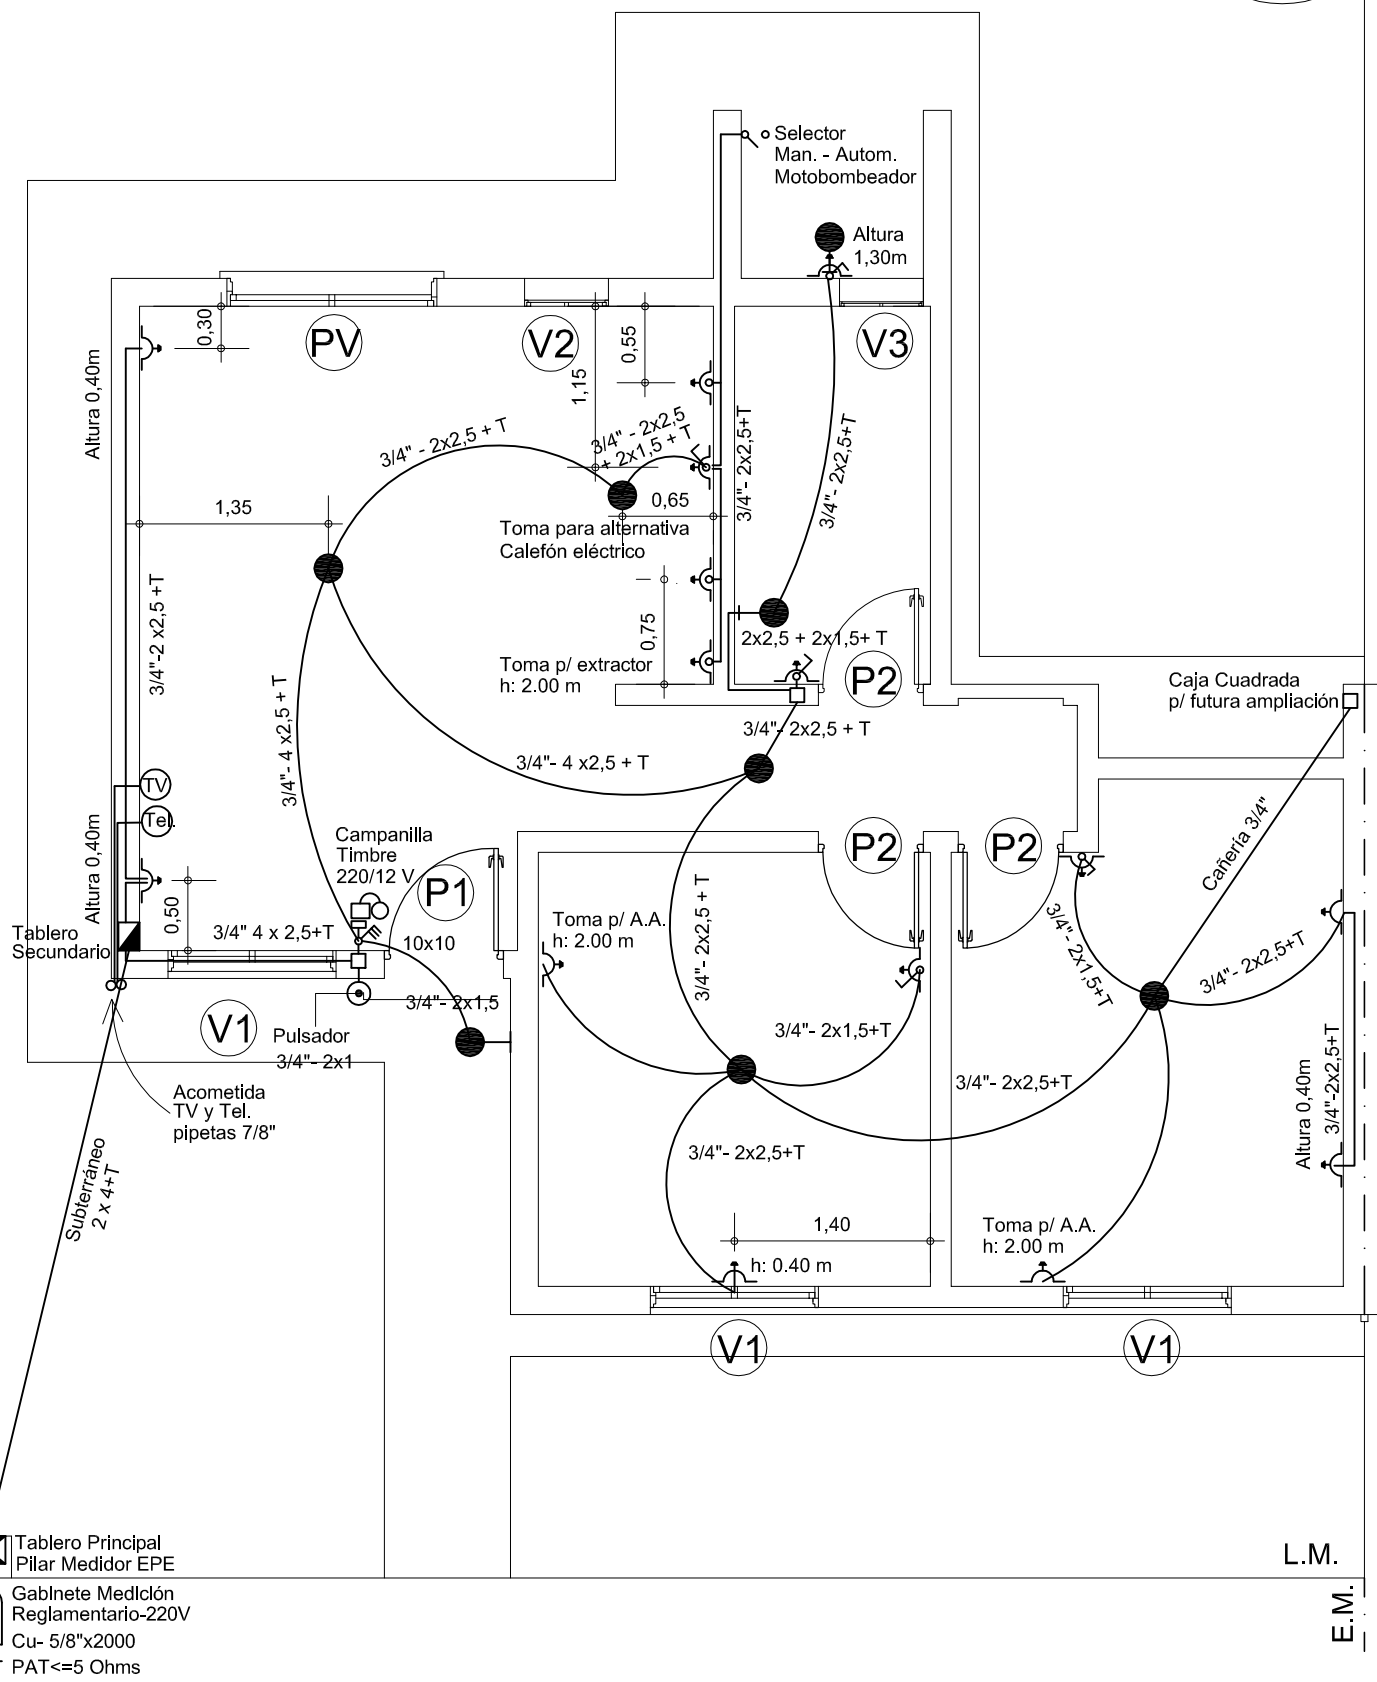 Selector
Man. - Autom.
Motobombeador
Altura
1,30m
0,30
PV
V2
0,55
1,15
V3
Altura 0,40m
3/4" - 2x2,5 + T
3/4" - 2x2,5
+ 2x1,5 + T
3/4"- 2x2,5+T
3/4"- 2x2,5+T
1,35
0,65
Toma para alternativa
Calefón eléctrico
3/4"-2 x2,5 +T
0,75
2x2,5 + 2x1,5+ T
Toma p/ extractor
h: 2.00 m
P2
Caja Cuadrada
p/ futura ampliación
3/4"- 4 x2,5 + T
3/4"- 2x2,5 + T
3/4"- 4 x2,5 + T
TV
Tel.
Altura 0,40m
Campanilla
Timbre
220/12 V
P1
P2
P2
Cañería 3/4"
0,50
3/4" 4 x 2,5+T
10x10
Toma p/ A.A.
h: 2.00 m
3/4"- 2x2,5 + T
3/4"- 2x1,5+T
3/4"- 2x2,5+T
Tablero
Secundario
3/4"- 2x1,5
V1
Pulsador
3/4"- 2x1
3/4"- 2x1,5+T
3/4"- 2x2,5+T
Altura 0,40m
3/4"-2x2,5+T
Acometida
TV y Tel.
pipetas 7/8"
Subterráneo
2 x 4+T
3/4"- 2x2,5+T
1,40
h: 0.40 m
Toma p/ A.A.
h: 2.00 m
V1
V1
Tablero Principal
Pilar Medidor EPE
L.M.
Gabinete Medición
Reglamentario-220V
Cu- 5/8"x2000
PAT<=5 Ohms
E.M.